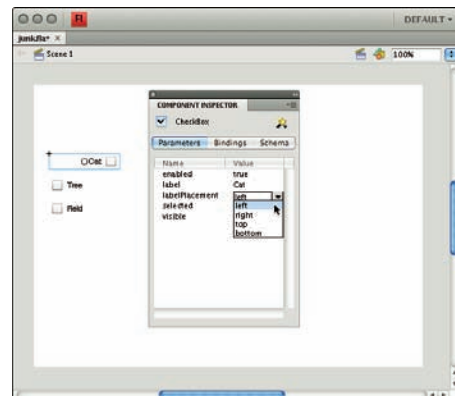 DEFAULT
junk.fla* ×
Scene 1
100%
COMPONENT INSPECTOR
CheckBox
Parameters Bindings Schema
Name Value
enabled true
label Cat
labelPlacement left
selected left
visible right
top
bottom
Cat
Tree
Field